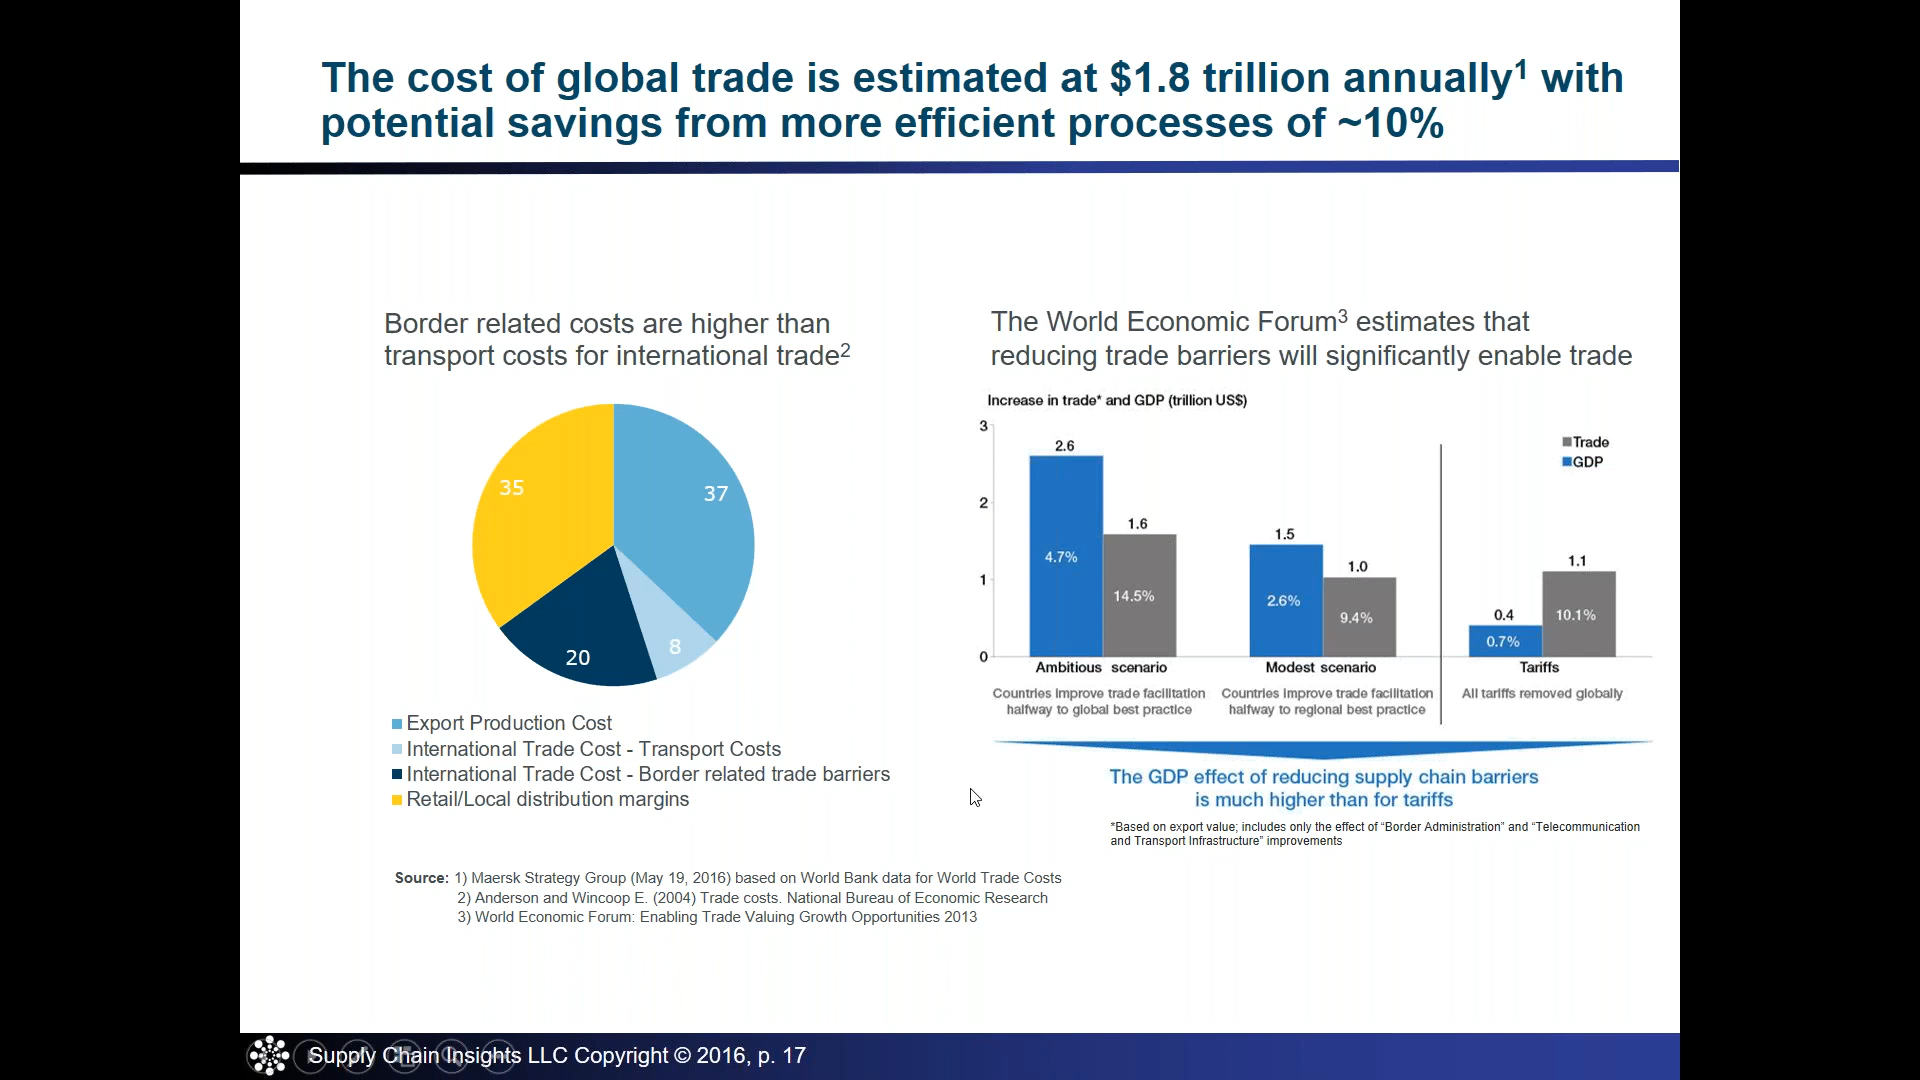 The cost of global trade is estimated at $1.8 trillion annually¹ with
potential savings from more efficient processes of ~10%
Border related costs are higher than
transport costs for international trade²
35
37
20
8
Export Production Cost
International Trade Cost - Transport Costs
International Trade Cost - Border related trade barriers
Retail/Local distribution margins
The World Economic Forum³ estimates that
reducing trade barriers will significantly enable trade
Increase in trade* and GDP (trillion US$)
3
2
1
0
Trade
GDP
2.6
4.7%
1.6
14.5%
1.5
2.6%
1.0
9.4%
0.4
0.7%
1.1
10.1%
Ambitious scenario
Countries improve trade facilitation
halfway to global best practice
Modest scenario
Countries improve trade facilitation
halfway to regional best practice
Tariffs
All tariffs removed globally
The GDP effect of reducing supply chain barriers
is much higher than for tariffs
*Based on export value; includes only the effect of “Border Administration” and “Telecommunication
and Transport Infrastructure” improvements
Source: 1) Maersk Strategy Group (May 19, 2016) based on World Bank data for World Trade Costs
2) Anderson and Wincoop E. (2004) Trade costs. National Bureau of Economic Research
3) World Economic Forum: Enabling Trade Valuing Growth Opportunities 2013
Supply Chain Insights LLC Copyright © 2016, p. 17